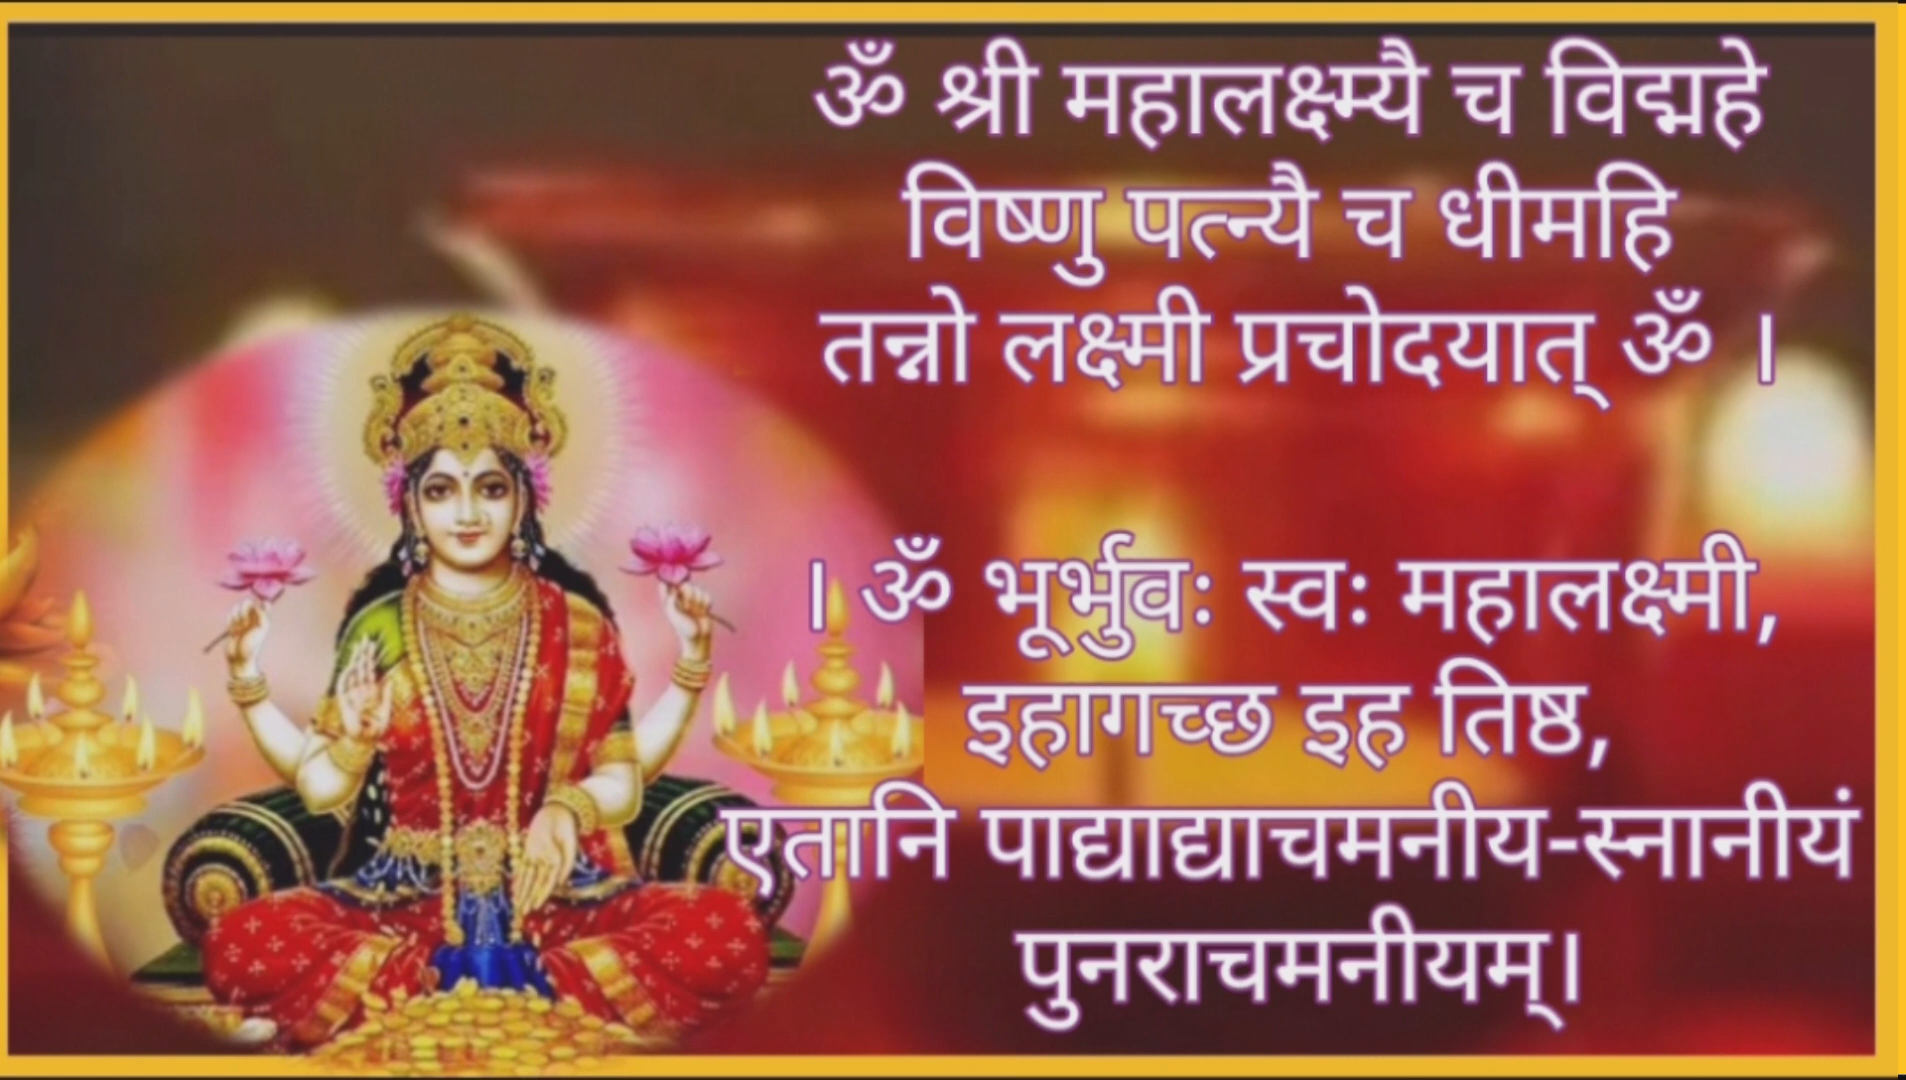 ॐ श्री महालक्ष्म्यै च विद्महे
विष्णु पत्न्यै च धीमहि
तन्नो लक्ष्मी प्रचोदयात् ॐ ।
। ॐ भूर्भुवः स्वः महालक्ष्मी,
इहागच्छ इह तिष्ठ,
एतानि पाद्याद्याचमनीय-स्नानीयं
पुनराचमनीयम्।